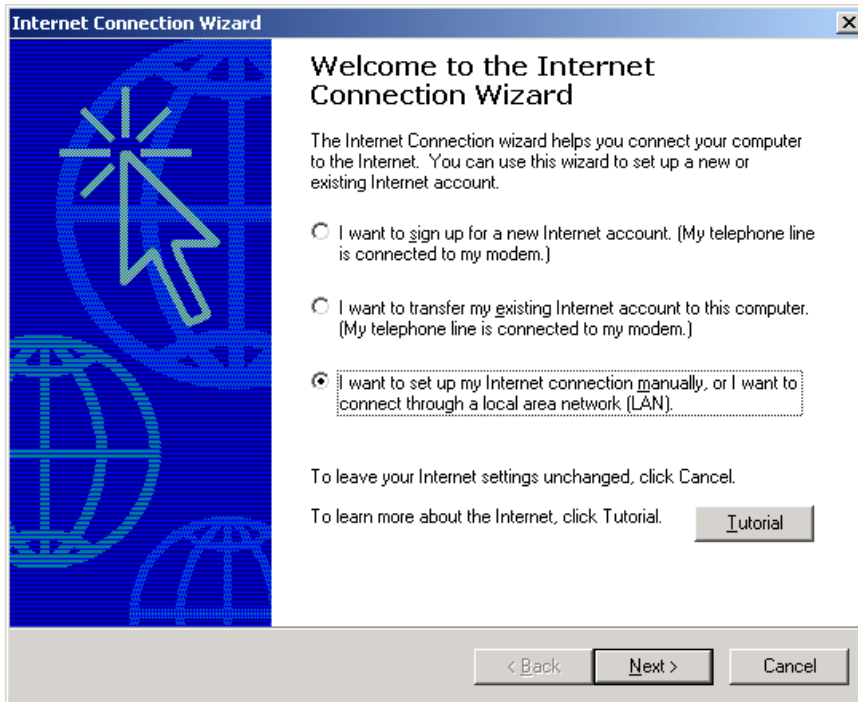 Internet Connection Wizard
Welcome to the Internet
Connection Wizard
The Internet Connection wizard helps you connect your computer
to the Internet. You can use this wizard to set up a new or
existing Internet account.
I want to sign up for a new Internet account. (My telephone line
is connected to my modem.)
I want to transfer my existing Internet account to this computer.
(My telephone line is connected to my modem.)
I want to set up my Internet connection manually, or I want to
connect through a local area network (LAN).
To leave your Internet settings unchanged, click Cancel.
To learn more about the Internet, click Tutorial.
Tutorial
< Back
Next >
Cancel